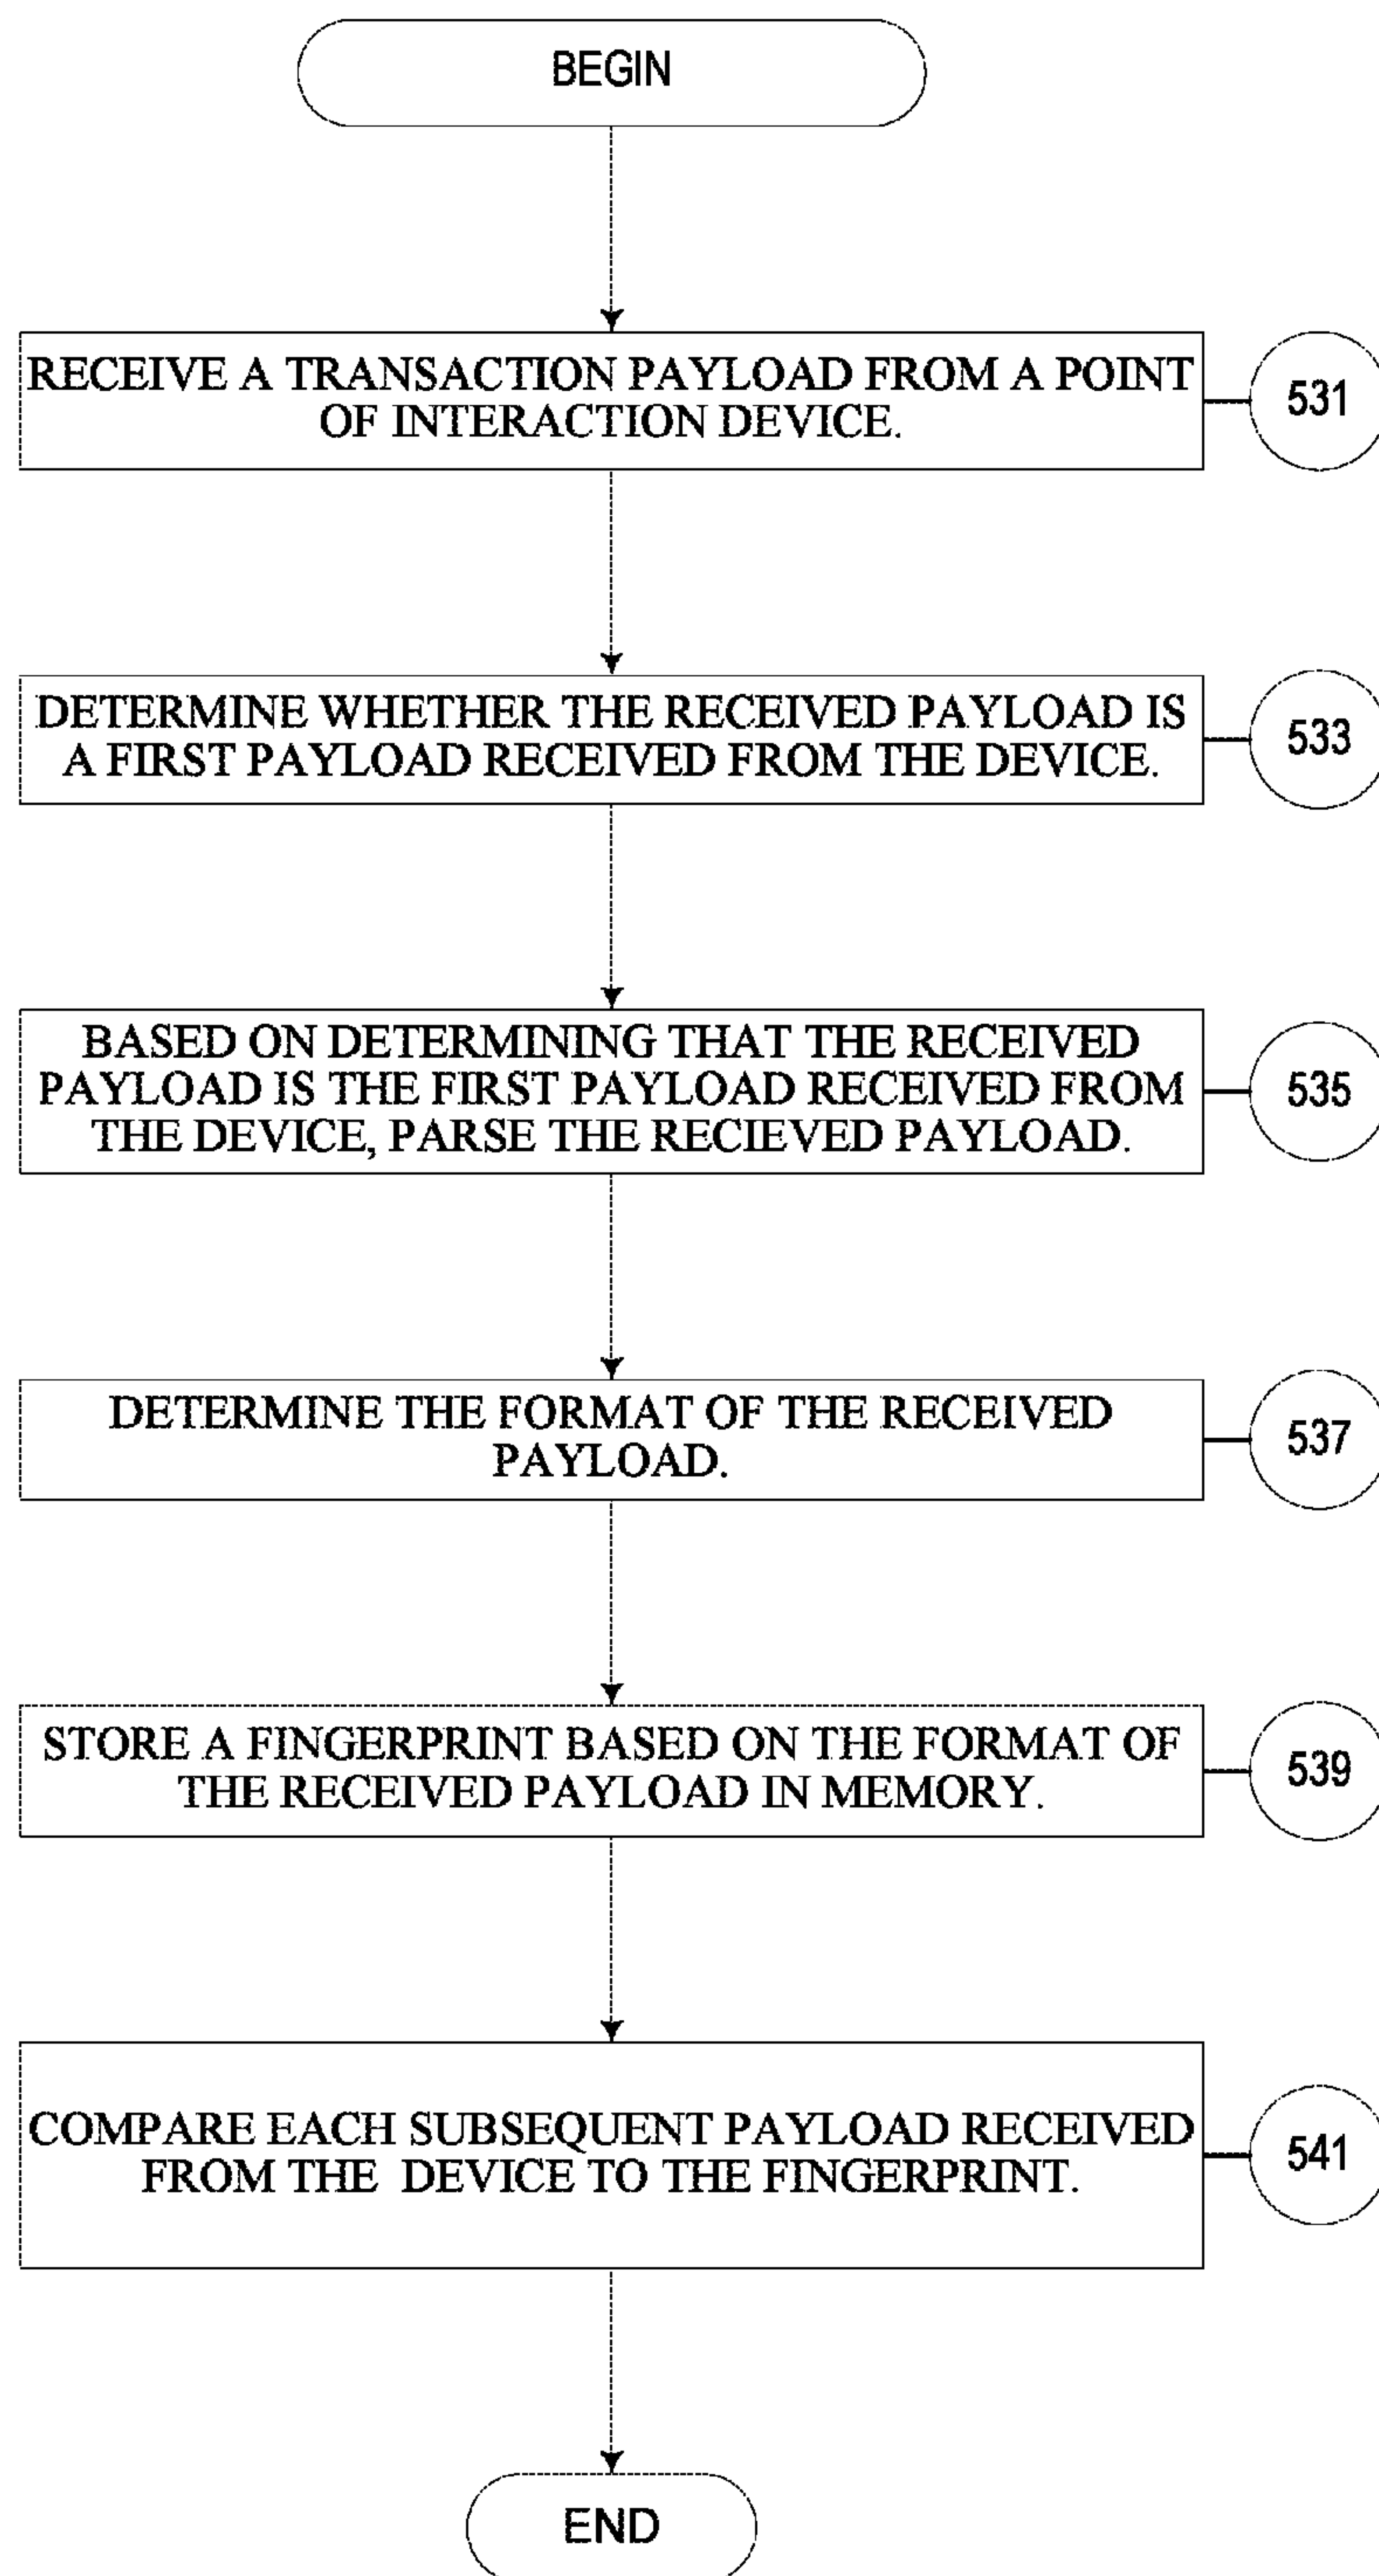 BEGIN
RECEIVE A TRANSACTION PAYLOAD FROM A POINT
OF INTERACTION DEVICE.
531
DETERMINE WHETHER THE RECEIVED PAYLOAD IS
A FIRST PAYLOAD RECEIVED FROM THE DEVICE.
533
BASED ON DETERMINING THAT THE RECEIVED
PAYLOAD IS THE FIRST PAYLOAD RECEIVED FROM
THE DEVICE, PARSE THE RECIEVED PAYLOAD.
535
DETERMINE THE FORMAT OF THE RECEIVED
PAYLOAD.
537
STORE A FINGERPRINT BASED ON THE FORMAT OF
THE RECEIVED PAYLOAD IN MEMORY.
539
COMPARE EACH SUBSEQUENT PAYLOAD RECEIVED
FROM THE DEVICE TO THE FINGERPRINT.
541
END